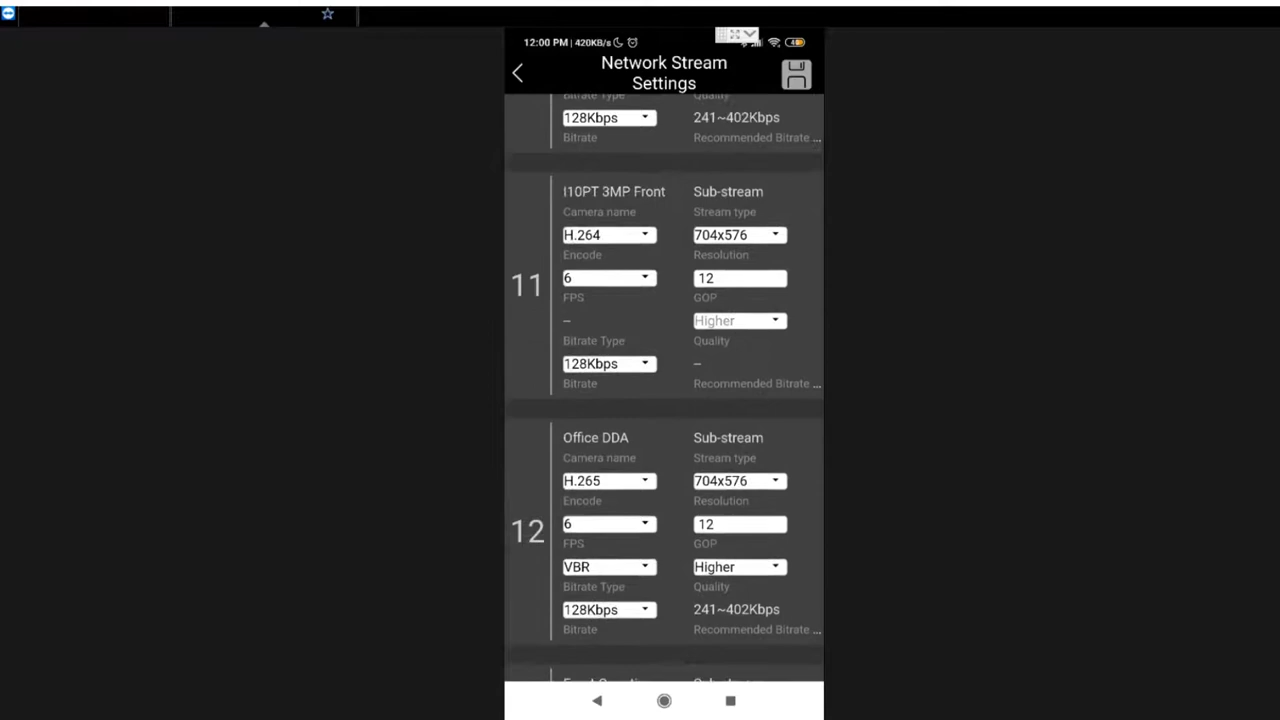 12:00 PM | 420KB/s
Network Stream
Settings
Bitrate Type Quality
128Kbps 241~402Kbps
Bitrate Recommended Bitrate ...
11
I10PT 3MP Front Sub-stream
Camera name Stream type
H.264 704x576
Encode Resolution
6 12
FPS GOP
– Higher
Bitrate Type Quality
128Kbps –
Bitrate Recommended Bitrate ...
12
Office DDA Sub-stream
Camera name Stream type
H.265 704x576
Encode Resolution
6 12
FPS GOP
VBR Higher
Bitrate Type Quality
128Kbps 241~402Kbps
Bitrate Recommended Bitrate ...